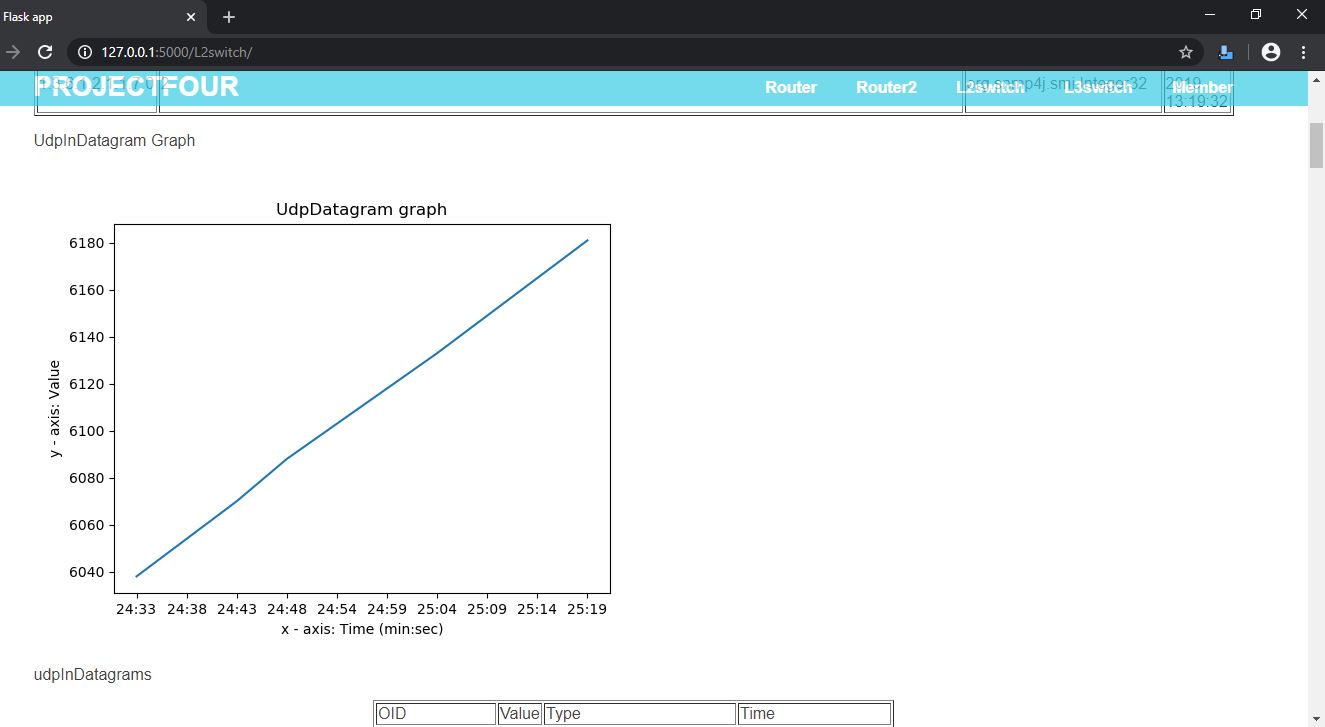 Flask app
127.0.0.1:5000/L2switch/
PROJECTFOUR
Router Router2 L2switch L3switch Member
org.snmp4j.smi.Integer32
2019
13:19:32
UdpInDatagram Graph
UdpDatagram graph
6180
6160
6140
6120
6100
6080
6060
6040
y - axis: Value
24:33 24:38 24:43 24:48 24:54 24:59 25:04 25:09 25:14 25:19
x - axis: Time (min:sec)
udpInDatagrams
OID Value Type Time